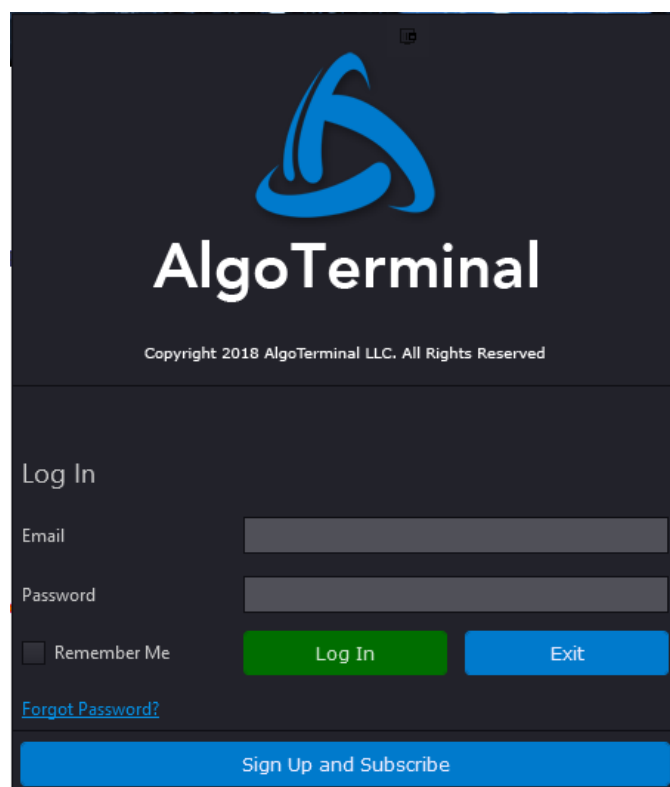 AlgoTerminal
Copyright 2018 AlgoTerminal LLC. All Rights Reserved
Log In
Email
Password
Remember Me
Log In
Exit
Forgot Password?
Sign Up and Subscribe